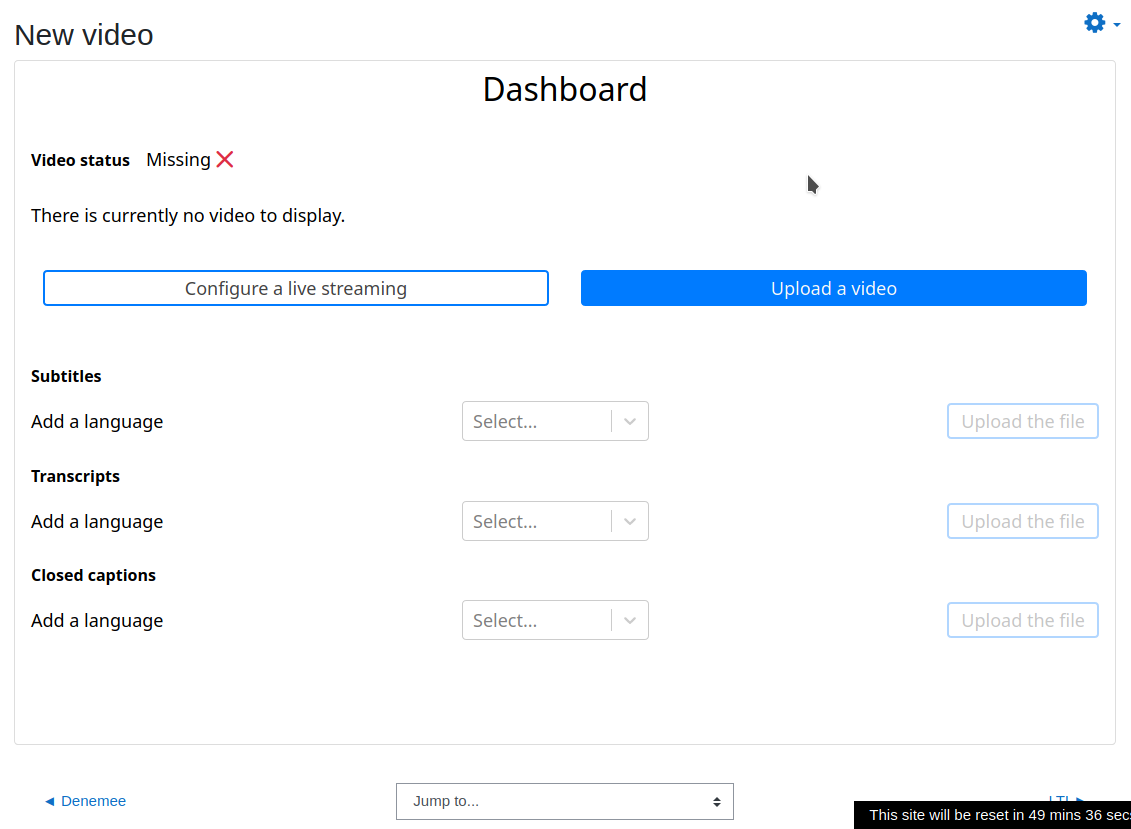 New video
Dashboard
Video status Missing
There is currently no video to display.
Configure a live streaming Upload a video
Subtitles
Add a language Select... Upload the file
Transcripts
Add a language Select... Upload the file
Closed captions
Add a language Select... Upload the file
◄ Denemee Jump to... LTI ►
This site will be reset in 49 mins 36 secs